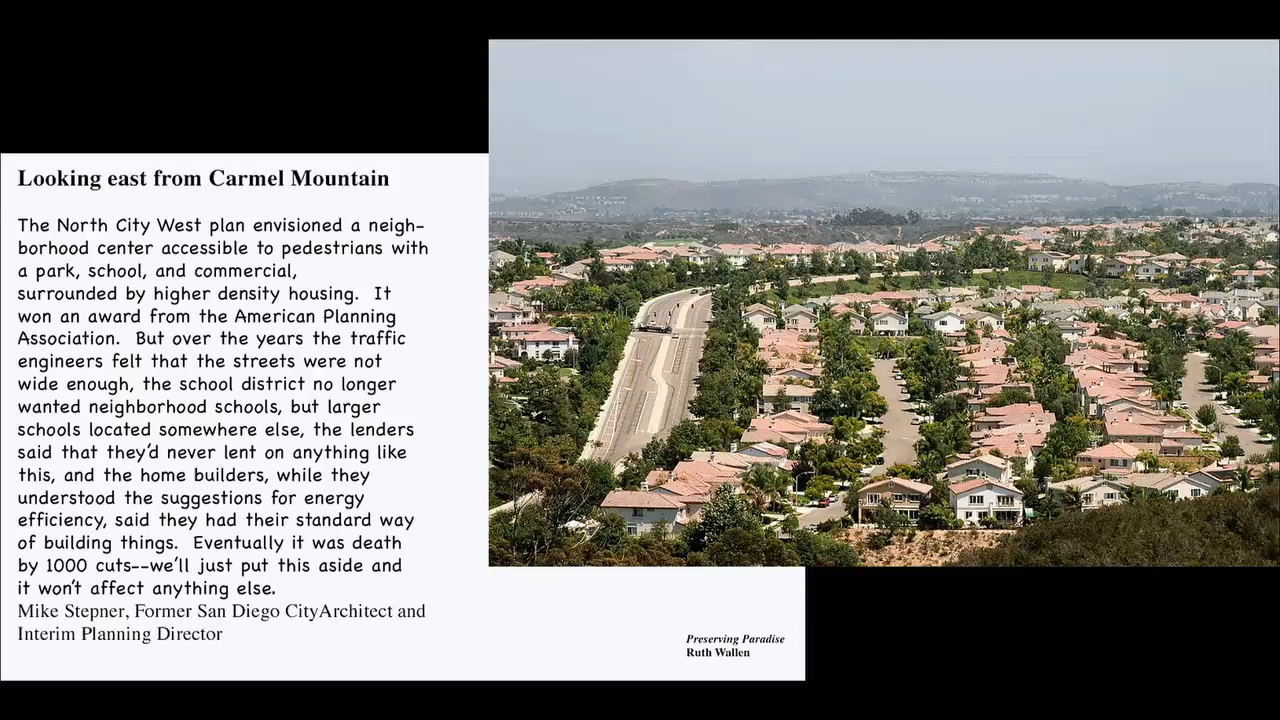 Looking east from Carmel Mountain
The North City West plan envisioned a neigh-
borhood center accessible to pedestrians with
a park, school, and commercial,
surrounded by higher density housing.  It
won an award from the American Planning
Association.  But over the years the traffic
engineers felt that the streets were not
wide enough, the school district no longer
wanted neighborhood schools, but larger
schools located somewhere else, the lenders
said that they'd never lent on anything like
this, and the home builders, while they
understood the suggestions for energy
efficiency, said they had their standard way
of building things.  Eventually it was death
by 1000 cuts--we'll just put this aside and
it won't affect anything else.
Mike Stepner, Former San Diego CityArchitect and
Interim Planning Director
Preserving Paradise
Ruth Wallen